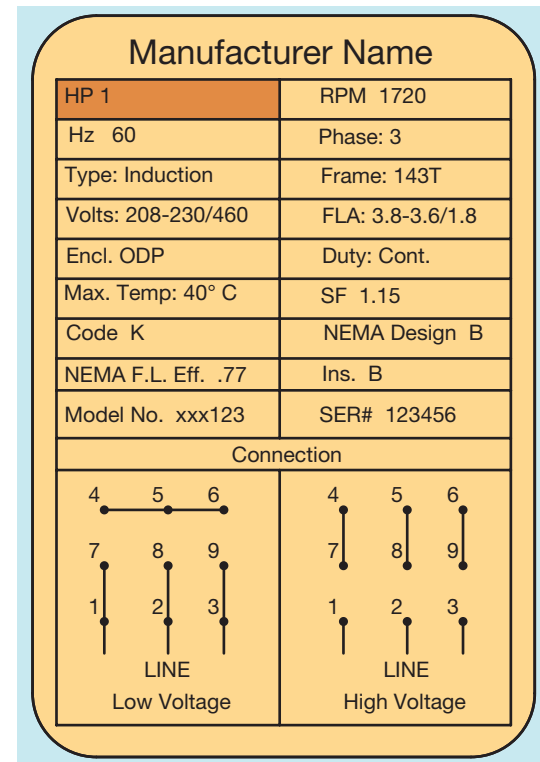 Manufacturer Name
HP 1 RPM 1720
Hz 60 Phase: 3
Type: Induction Frame: 143T
Volts: 208-230/460 FLA: 3.8-3.6/1.8
Encl. ODP Duty: Cont.
Max. Temp: 40° C SF 1.15
Code K NEMA Design B
NEMA F.L. Eff. .77 Ins. B
Model No. xxx123 SER# 123456
Connection
4 5 6 4 5 6
7 8 9 7 8 9
1 2 3 1 2 3
LINE LINE
Low Voltage High Voltage